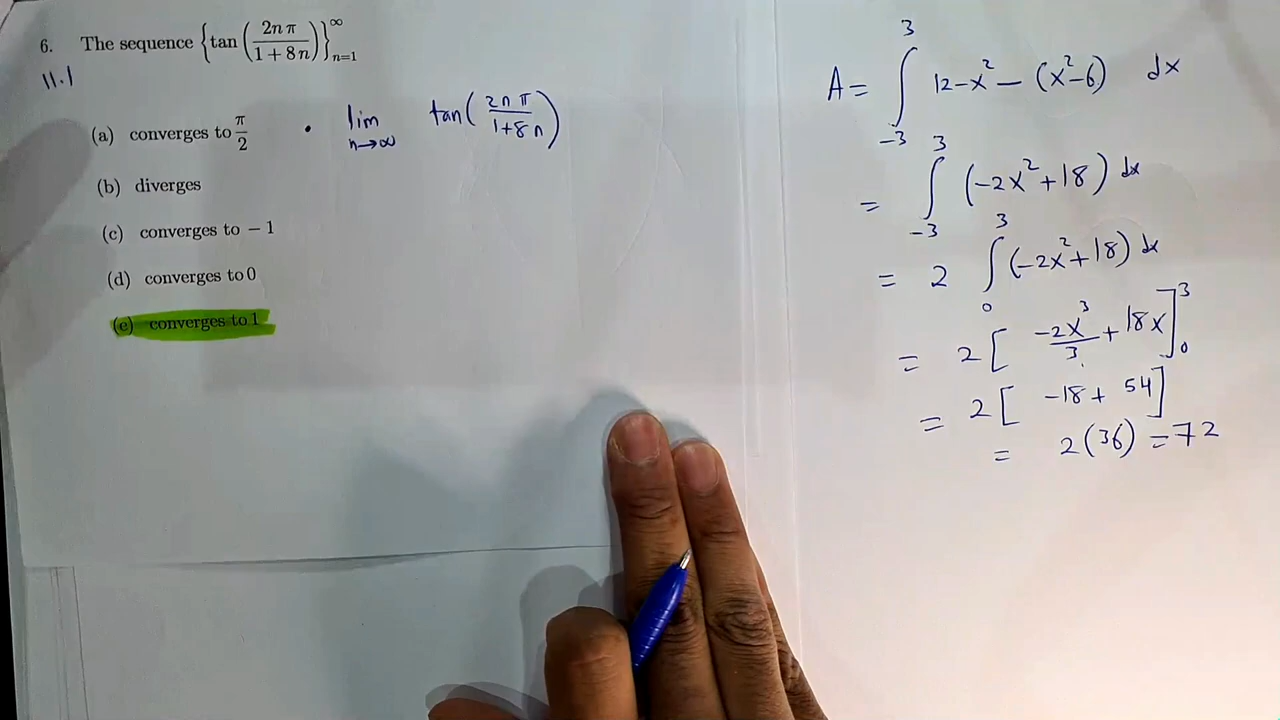 6. The sequence {tan(2nπ/(1+8n))}_{n=1}^{∞}
11.1
(a) converges to π/2
(b) diverges
(c) converges to −1
(d) converges to 0
(e) converges to 1
• lim_{n→∞} tan(2nπ/(1+8n))
A = ∫_{-3}^{3} 12−x² − (x²−6) dx
= ∫_{-3}^{3} (−2x²+18) dx
= 2 ∫_{0}^{3} (−2x²+18) dx
= 2[−2x³/3 + 18x]_{0}^{3}
= 2[−18 + 54]
= 2(36) = 72